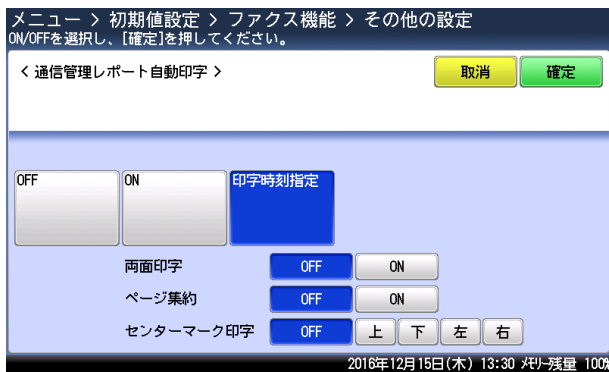 メニュー > 初期値設定 > ファクス機能 > その他の設定
ON/OFFを選択し、[確定]を押してください。
< 通信管理レポート自動印字 >
取消 確定
OFF ON 印字時刻指定
両面印字 OFF ON
ページ集約 OFF ON
センターマーク印字 OFF 上 下 左 右
2016年12月15日(木) 13:30 メモリー残量 100%